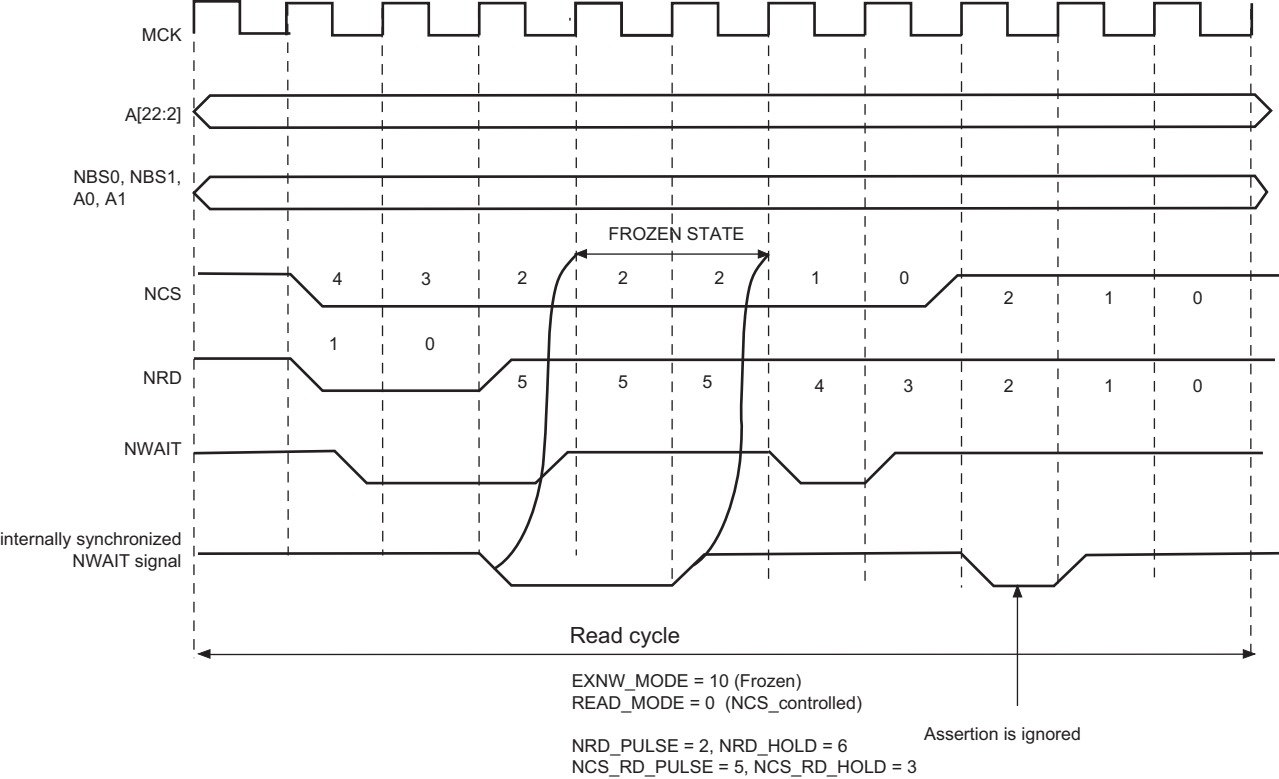 MCK
A[22:2]
NBS0, NBS1,
A0, A1
FROZEN STATE
4 3 2 2 2 1 0
NCS
2 1 0
1 0
NRD
5 5 5 4 3 2 1 0
NWAIT
internally synchronized
NWAIT signal
Read cycle
EXNW_MODE = 10 (Frozen)
READ_MODE = 0 (NCS_controlled)
Assertion is ignored
NRD_PULSE = 2, NRD_HOLD = 6
NCS_RD_PULSE = 5, NCS_RD_HOLD = 3